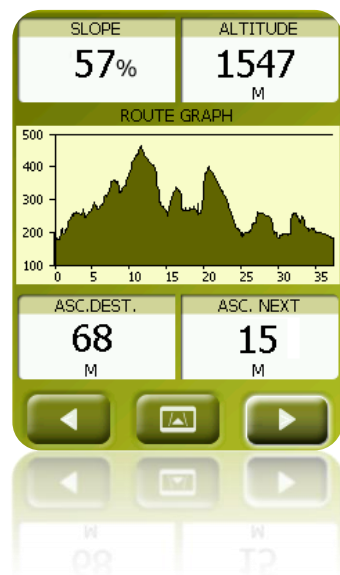 SLOPE ALTITUDE
57% 1547
M
ROUTE GRAPH
500
400
300
200
100
0 5 10 15 20 25 30 35
ASC.DEST. ASC. NEXT
68 15
M M